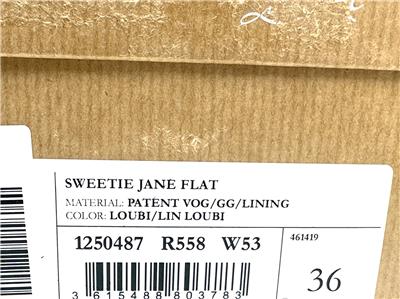 SWEETIE JANE FLAT
MATERIAL: PATENT VOG/GG/LINING
COLOR: LOUBI/LIN LOUBI
1250487 R558 W53
461419
36
3 615488 803783